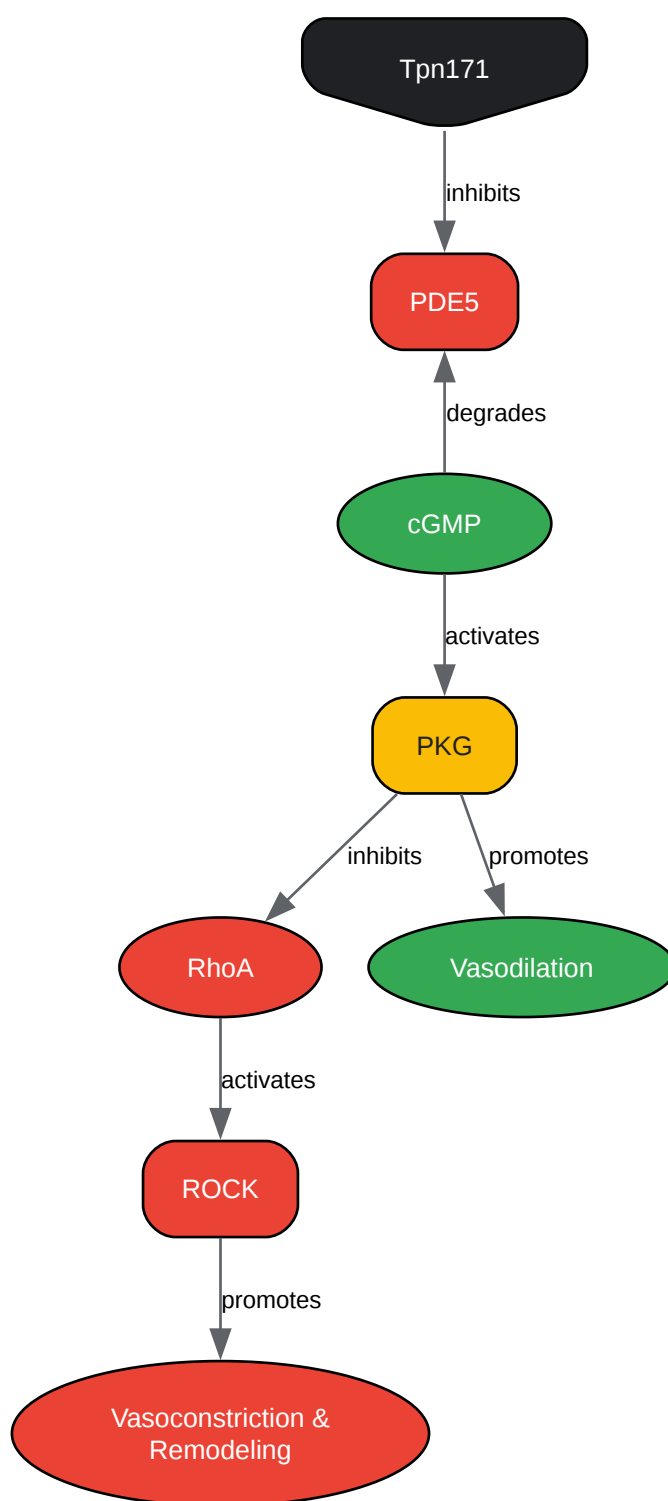 Tpn171
inhibits
PDE5
degrades
cGMP
activates
PKG
inhibits
promotes
RhoA
Vasodilation
activates
ROCK
promotes
Vasoconstriction &
Remodeling